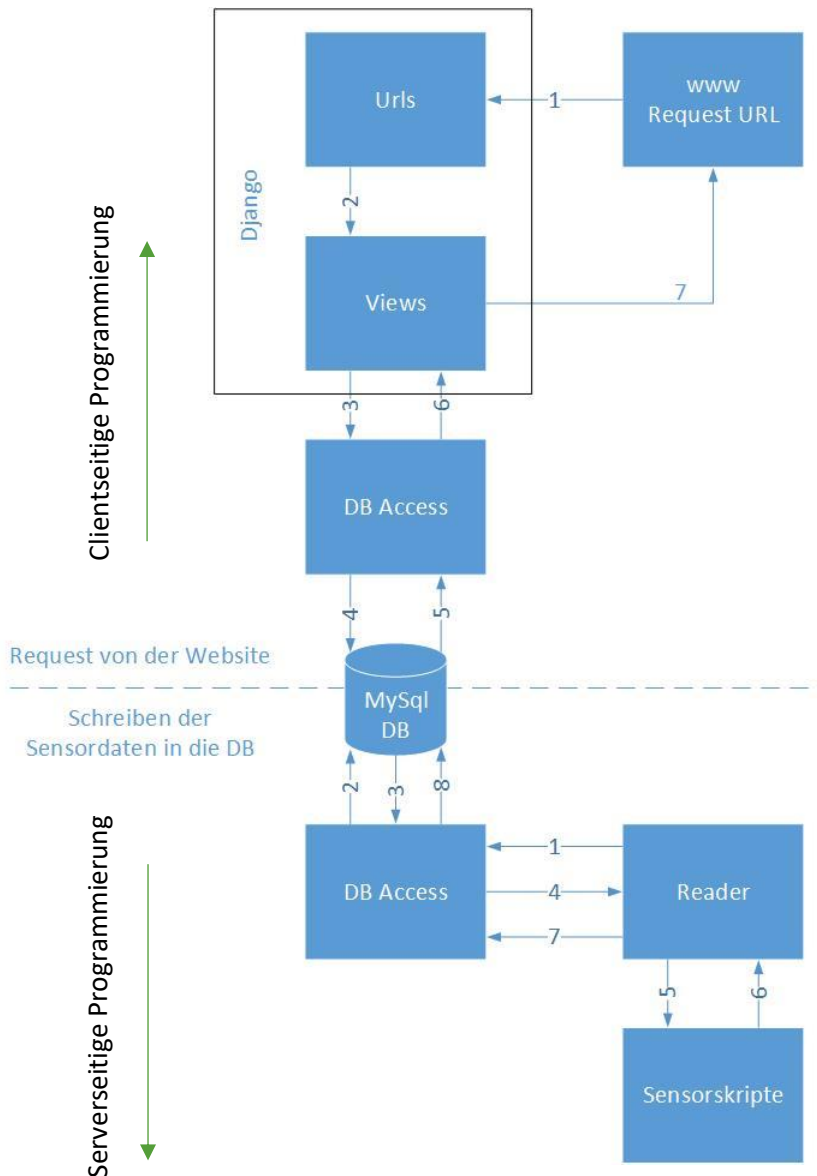 Urls
www
Request URL
1
Django
2
Views
7
Clientseitige Programmierung
3
6
DB Access
4
5
Request von der Website
MySql
DB
Schreiben der
Sensordaten in die DB
2
3
8
Serverseitige Programmierung
1
DB Access
4
Reader
7
5
6
Sensorskripte